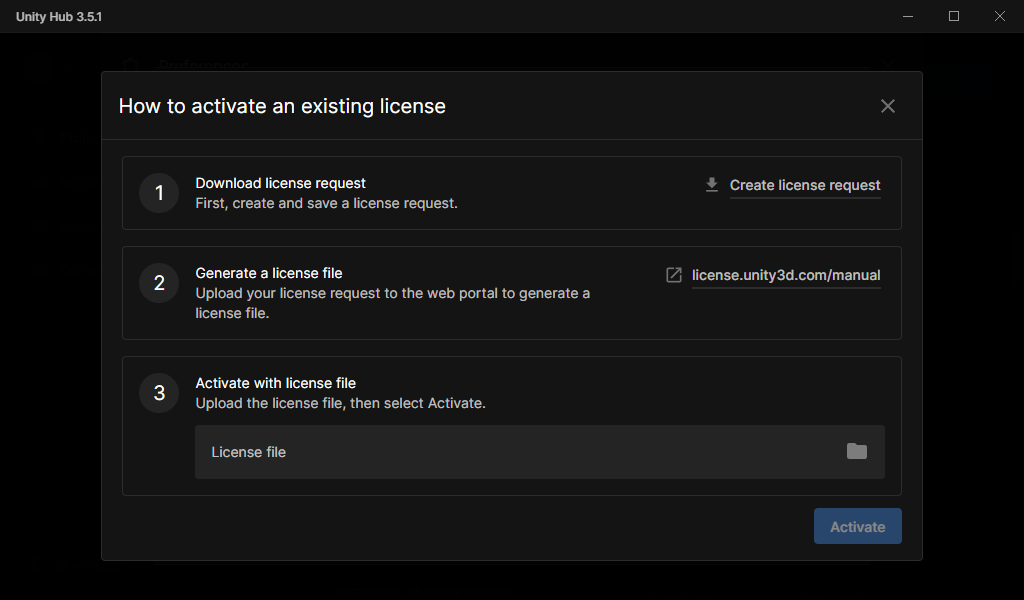 Unity Hub 3.5.1
Preferences
How to activate an existing license
1
Download license request
First, create and save a license request.
Create license request
2
Generate a license file
Upload your license request to the web portal to generate a
license file.
license.unity3d.com/manual
3
Activate with license file
Upload the license file, then select Activate.
License file
Activate